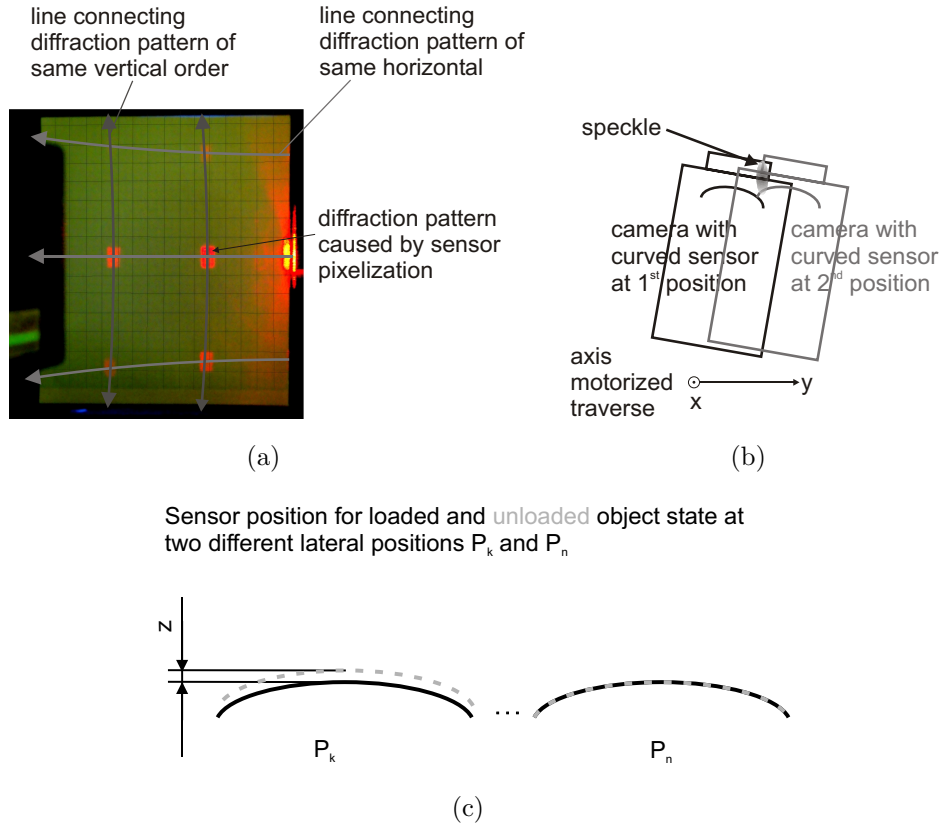 line connecting
diffraction pattern of
same vertical order
line connecting
diffraction pattern of
same horizontal
diffraction pattern
caused by sensor
pixelization
(a)
speckle
camera with
curved sensor
at 1st position
camera with
curved sensor
at 2nd position
axis
motorized
traverse
x
y
(b)
Sensor position for loaded and unloaded object state at
two different lateral positions Pk and Pn
z
Pk
...
Pn
(c)